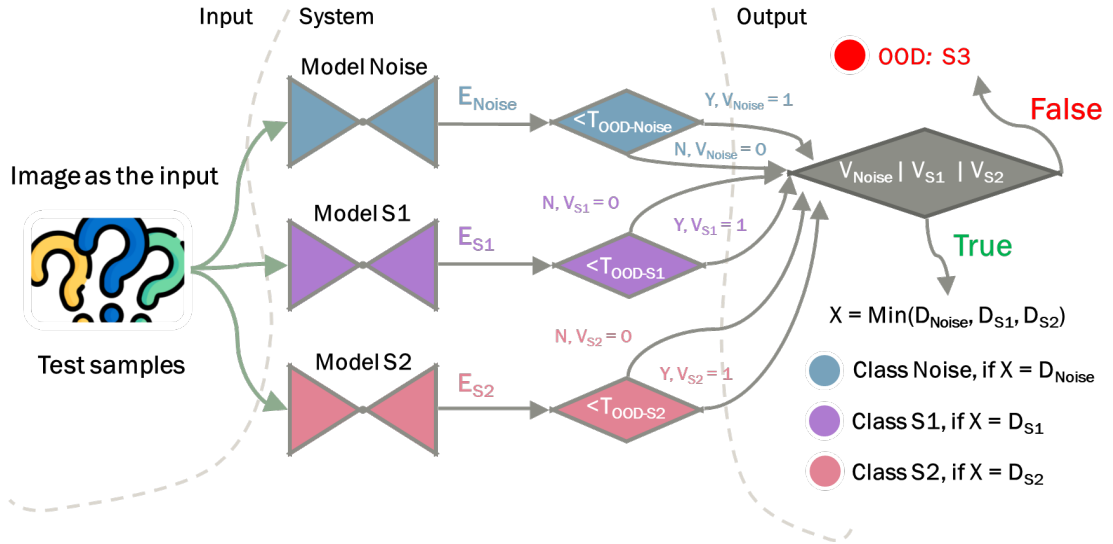 Input
System
Output
OOD: S3
False
Model Noise
E_Noise
<T_OOD-Noise
Y, V_Noise = 1
N, V_Noise = 0
V_Noise | V_S1 | V_S2
Image as the input
Model S1
E_S1
<T_OOD-S1
N, V_S1 = 0
Y, V_S1 = 1
True
X = Min(D_Noise, D_S1, D_S2)
Test samples
Model S2
E_S2
<T_OOD-S2
N, V_S2 = 0
Y, V_S2 = 1
Class Noise, if X = D_Noise
Class S1, if X = D_S1
Class S2, if X = D_S2